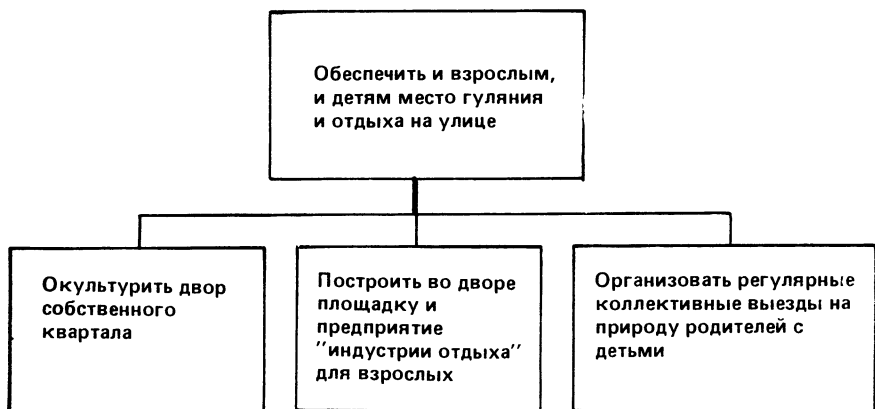 Обеспечить и взрослым,
и детям место гуляния
и отдыха на улице
Окультурить двор
собственного
квартала
Построить во дворе
площадку и
предприятие
"индустрии отдыха"
для взрослых
Организовать регулярные
коллективные выезды на
природу родителей с
детьми